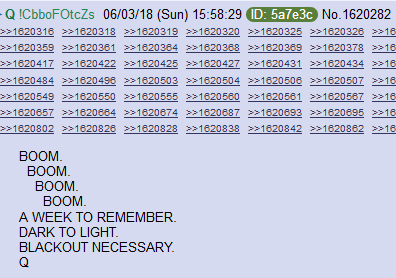 Q !CbboFOtcZs 06/03/18 (Sun) 15:58:29 ID: 5a7e3c No.1620282
>>1620316 >>1620318 >>1620319 >>1620320 >>1620325 >>1620326
>>1620359 >>1620361 >>1620364 >>1620368 >>1620369 >>1620378
>>1620417 >>1620422 >>1620425 >>1620427 >>1620431 >>1620434
>>1620484 >>1620496 >>1620503 >>1620504 >>1620506 >>1620507
>>1620549 >>1620550 >>1620560 >>1620561 >>1620567
>>1620657 >>1620664 >>1620674 >>1620687 >>1620693 >>1620695
>>1620802 >>1620826 >>1620828 >>1620838 >>1620842 >>1620862
BOOM.
BOOM.
BOOM.
BOOM.
A WEEK TO REMEMBER.
DARK TO LIGHT.
BLACKOUT NECESSARY.
Q